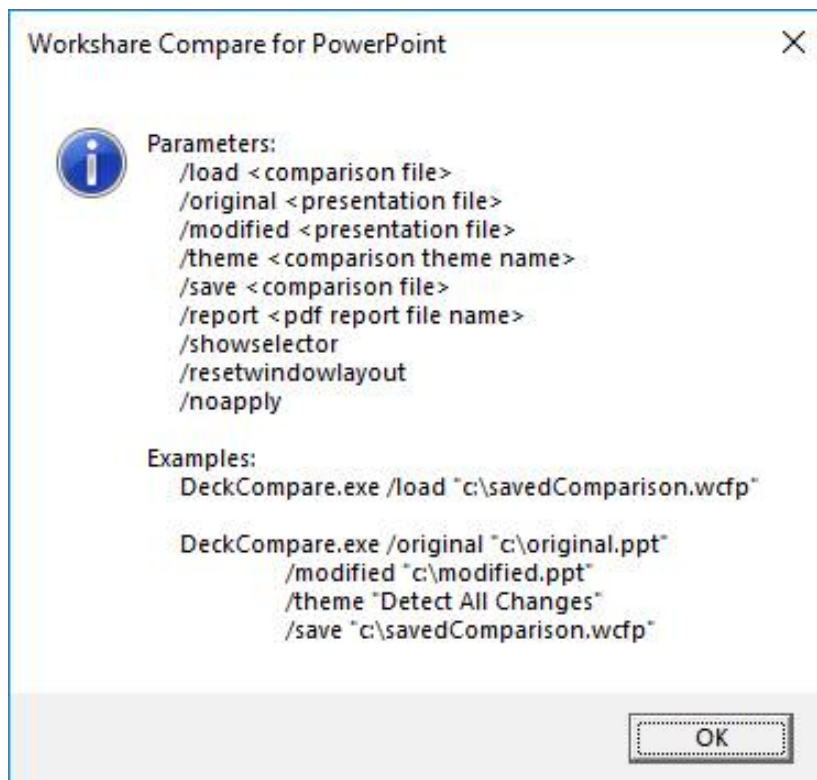 Workshare Compare for PowerPoint
Parameters:
/load <comparison file>
/original <presentation file>
/modified <presentation file>
/theme <comparison theme name>
/save <comparison file>
/report <pdf report file name>
/showselector
/resetwindowlayout
/noapply
Examples:
DeckCompare.exe /load "c:\savedComparison.wcfp"
DeckCompare.exe /original "c:\original.ppt"
/modified "c:\modified.ppt"
/theme "Detect All Changes"
/save "c:\savedComparison.wcfp"
OK